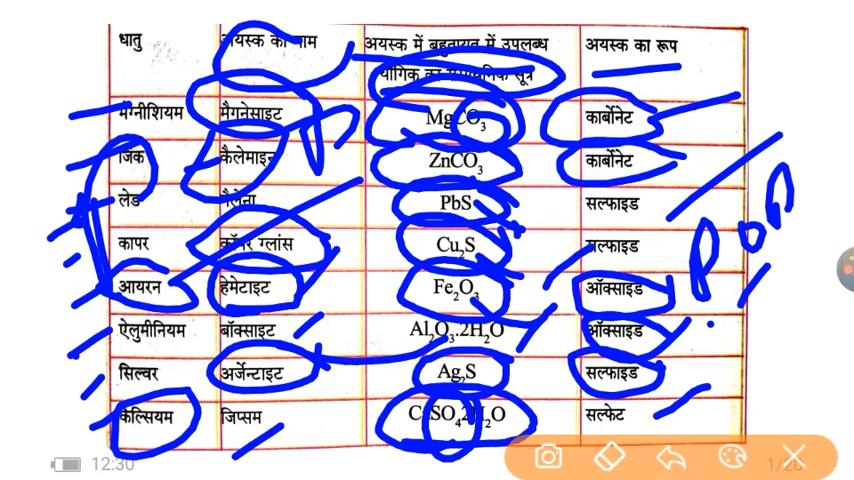 धातु अयस्क का नाम अयस्क में बहुतायत में उपलब्ध यौगिक का रासायनिक सूत्र अयस्क का रूप
मैग्नीशियम मैगनेसाइट MgCO3 कार्बोनेट
जिंक कैलेमाइन ZnCO3 कार्बोनेट
लेड गैलेना PbS सल्फाइड
कापर कॉपर ग्लांस Cu2S सल्फाइड
आयरन हेमेटाइट Fe2O3 ऑक्साइड
ऐलुमीनियम बॉक्साइट Al2O3.2H2O ऑक्साइड
सिल्वर अर्जेन्टाइट Ag2S सल्फाइड
कैल्सियम जिप्सम CaSO4 2H2O सल्फेट
12:30